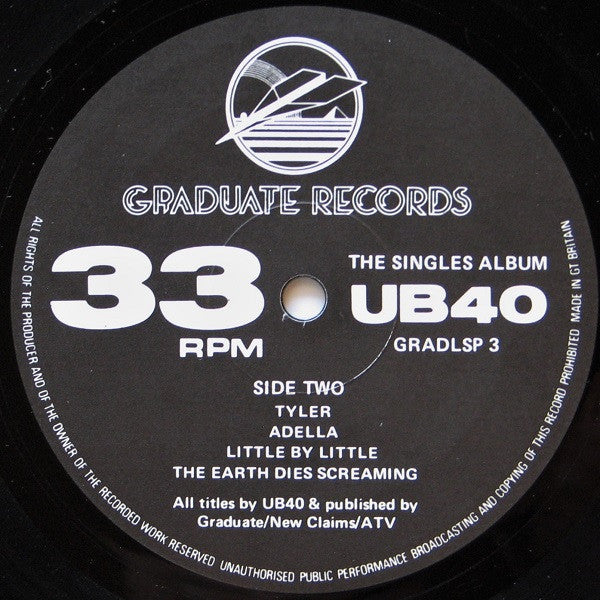 GRADUATE RECORDS
33
RPM
THE SINGLES ALBUM
UB40
GRADLSP 3
SIDE TWO
TYLER
ADELLA
LITTLE BY LITTLE
THE EARTH DIES SCREAMING
All titles by UB40 & published by
Graduate/New Claims/ATV
ALL RIGHTS OF THE PRODUCER AND OF THE OWNER OF THE RECORDED WORK RESERVED UNAUTHORISED PUBLIC PERFORMANCE BROADCASTING AND COPYING OF THIS RECORD PROHIBITED MADE IN GT BRITAIN